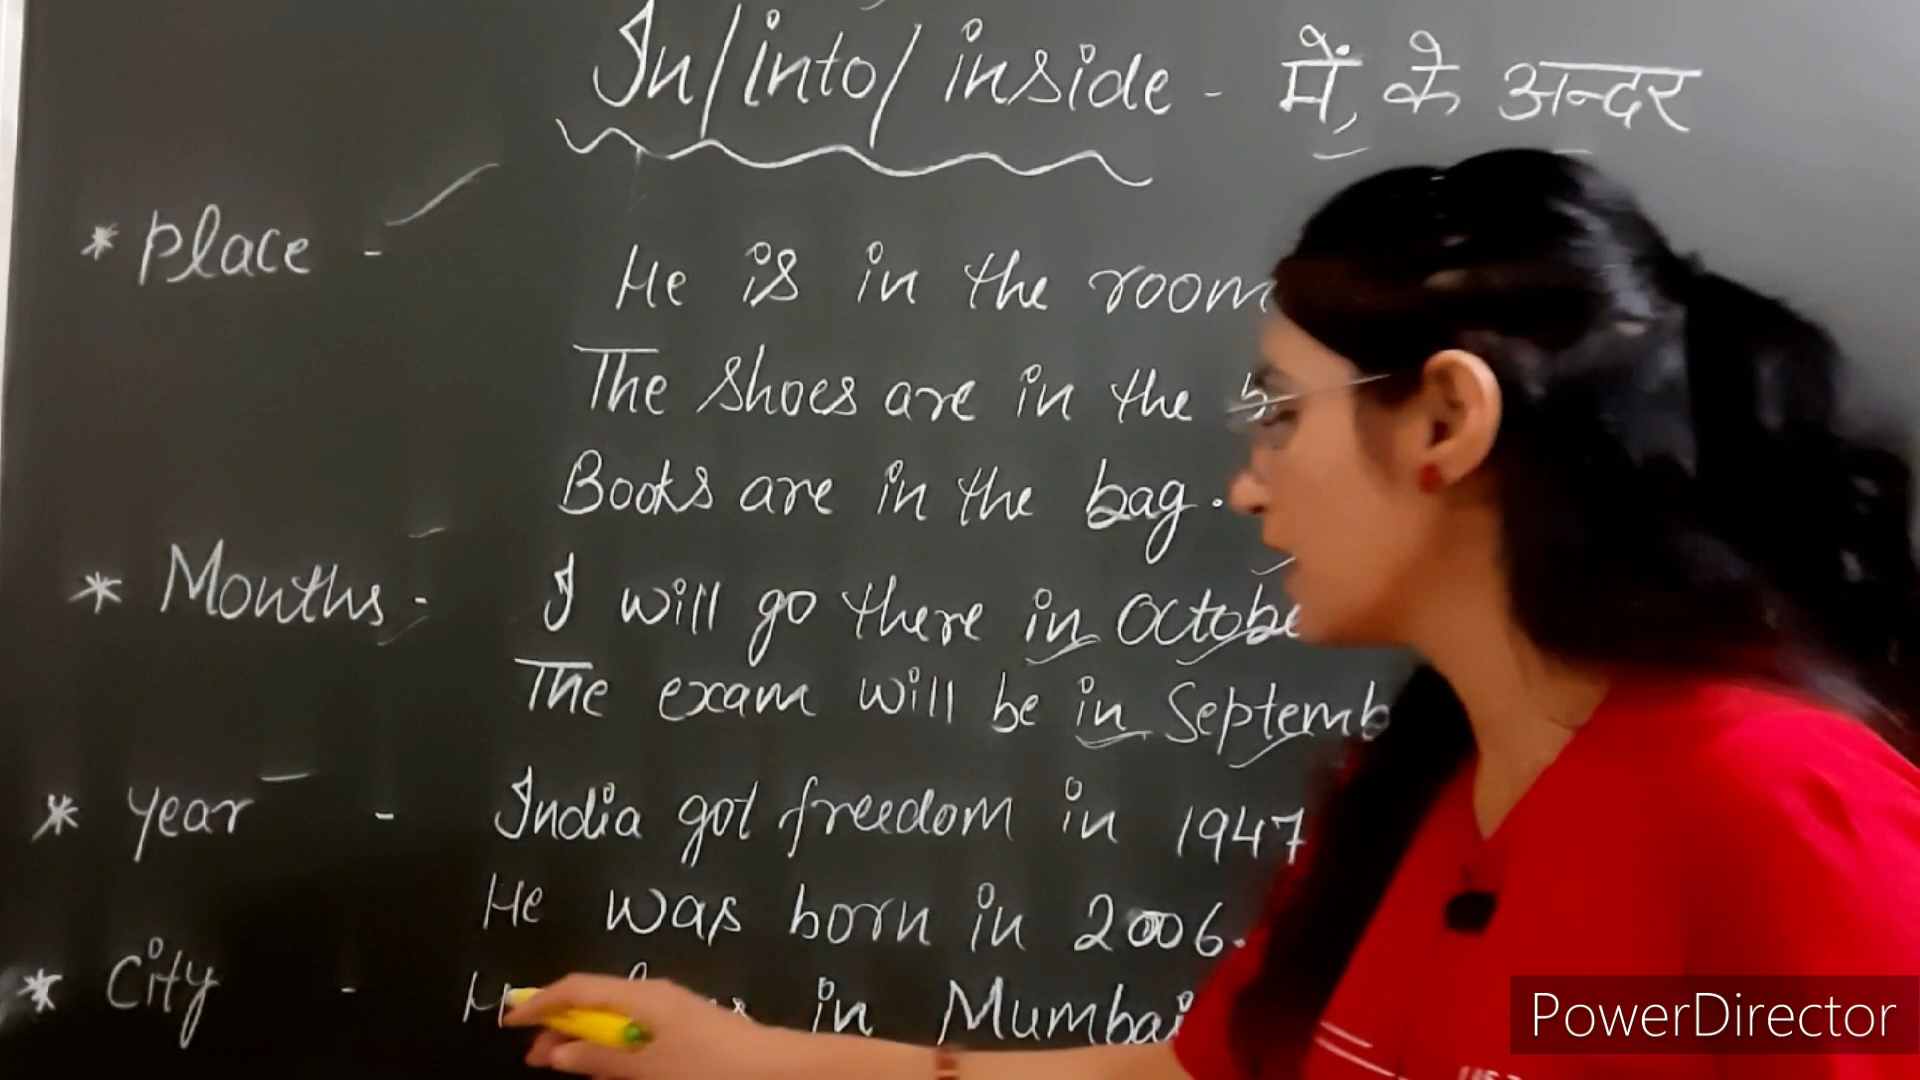 In/into/inside - में, के अन्दर
* place - He is in the room
The shoes are in the
Books are in the bag.
* Months - I will go there in Octobe
The exam will be in Septemb
* year - India got freedom in 1947
He was born in 2006.
* City - in Mumbai
PowerDirector